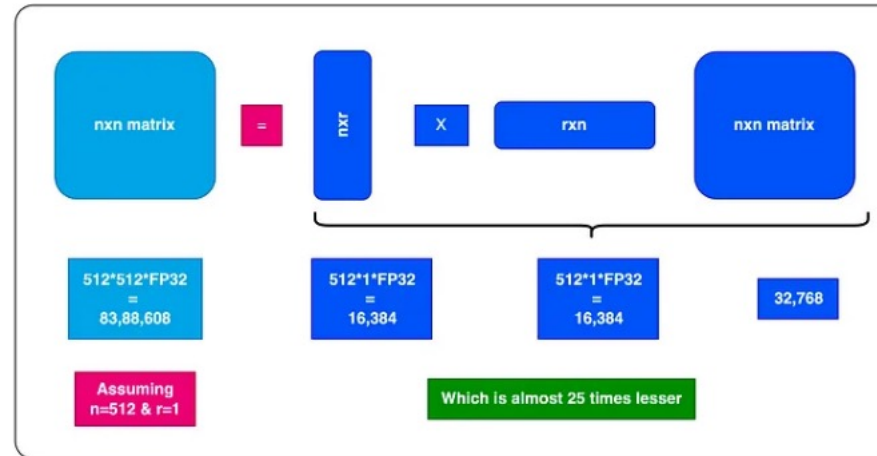 nxn matrix
=
nxr
X
rxn
nxn matrix
512*512*FP32
=
83,88,608
512*1*FP32
=
16,384
512*1*FP32
=
16,384
32,768
Assuming
n=512 & r=1
Which is almost 25 times lesser